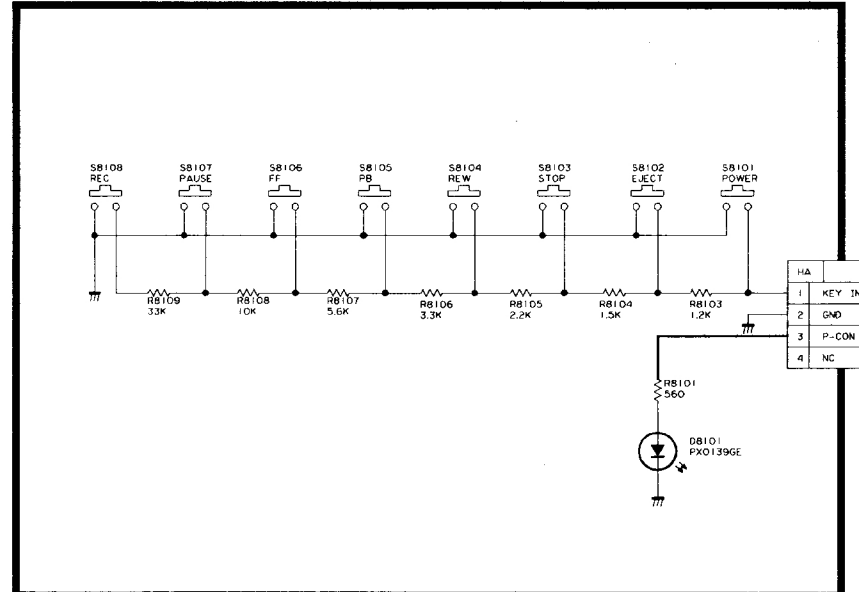 S8108 S8107 S8106 S8105 S8104 S8103 S8102 S8101
REC PAUSE FF PB REW STOP EJECT POWER
HA
R8109 R8108 R8107 R8106 R8105 R8104 R8103
33K 10K 5.6K 3.3K 2.2K 1.5K 1.2K
1 KEY IN
2 GND
3 P-CON
4 NC
R8101
560
D8101
PX0139GE